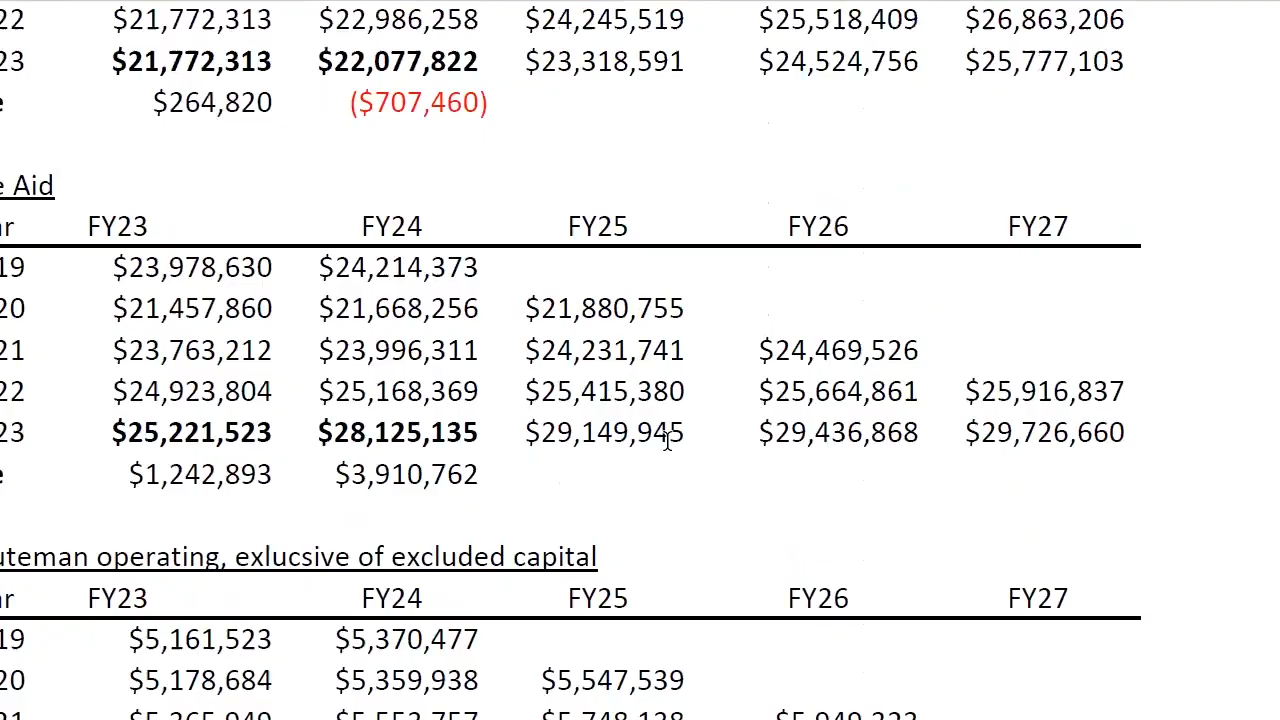 22 $21,772,313 $22,986,258 $24,245,519 $25,518,409 $26,863,206
23 $21,772,313 $22,077,822 $23,318,591 $24,524,756 $25,777,103
e $264,820 ($707,460)
e Aid
ar FY23 FY24 FY25 FY26 FY27
19 $23,978,630 $24,214,373
20 $21,457,860 $21,668,256 $21,880,755
21 $23,763,212 $23,996,311 $24,231,741 $24,469,526
22 $24,923,804 $25,168,369 $25,415,380 $25,664,861 $25,916,837
23 $25,221,523 $28,125,135 $29,149,945 $29,436,868 $29,726,660
e $1,242,893 $3,910,762
uteman operating, exlucsive of excluded capital
ar FY23 FY24 FY25 FY26 FY27
19 $5,161,523 $5,370,477
20 $5,178,684 $5,359,938 $5,547,539
21